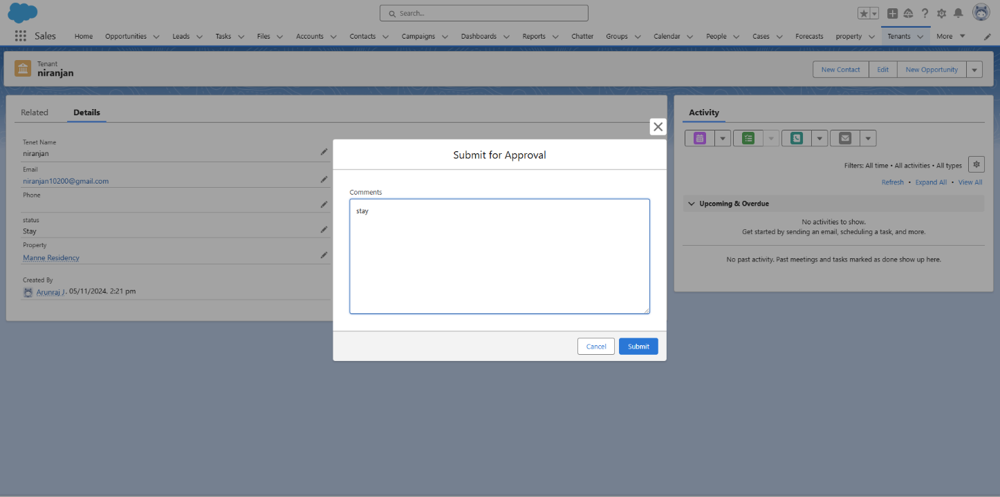 Search...
Sales Home Opportunities Leads Tasks Files Accounts Contacts Campaigns Dashboards Reports Chatter Groups Calendar People Cases Forecasts property Tenants More
Tenant
niranjan
New Contact Edit New Opportunity
Related Details
Tenet Name
niranjan
Email
niranjan10200@gmail.com
Phone
status
Stay
Property
Manne Residency
Created By
Arunraj J, 05/11/2024, 2:21 pm
Submit for Approval
Comments
stay
Cancel Submit
Activity
Filters: All time • All activities • All types
Refresh • Expand All • View All
Upcoming & Overdue
No activities to show.
Get started by sending an email, scheduling a task, and more.
No past activity. Past meetings and tasks marked as done show up here.